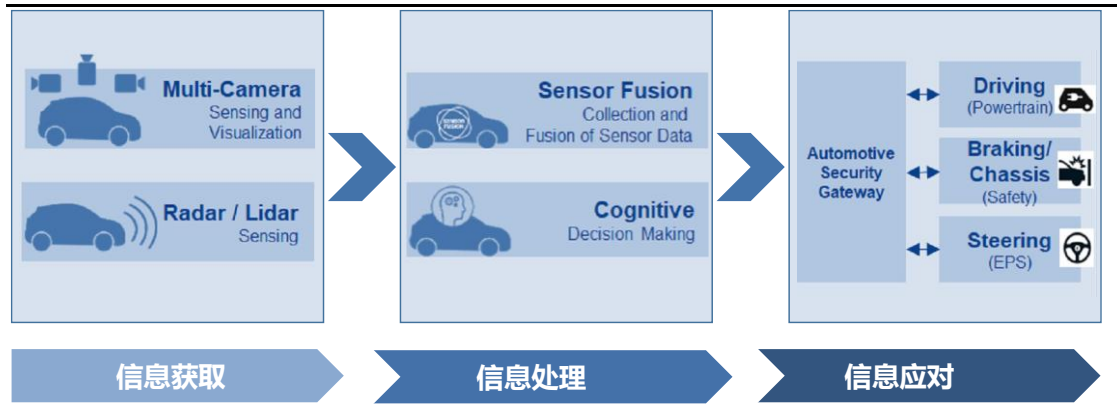 Multi-Camera
Sensing and
Visualization
Radar / Lidar
Sensing
Sensor Fusion
Collection and
Fusion of Sensor Data
SENSOR
FUSION
Cognitive
Decision Making
Automotive
Security
Gateway
Driving
(Powertrain)
Braking/
Chassis
(Safety)
Steering
(EPS)
信息获取
信息处理
信息应对